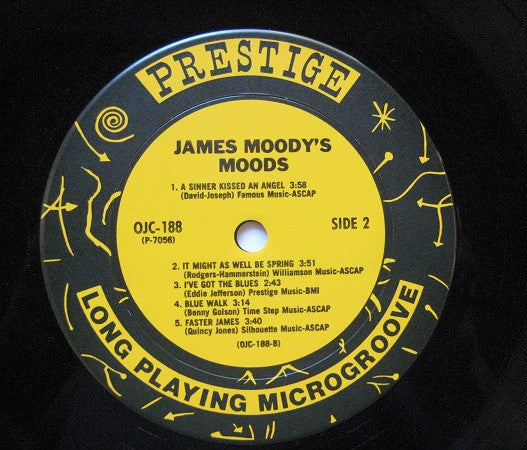 PRESTIGE
JAMES MOODY'S
MOODS
1. A SINNER KISSED AN ANGEL 3:58
(David-Joseph) Famous Music-ASCAP
OJC-188
(P-7056)
SIDE 2
2. IT MIGHT AS WELL BE SPRING 3:51
(Rodgers-Hammerstein) Williamson Music-ASCAP
3. I'VE GOT THE BLUES 2:43
(Eddie Jefferson) Prestige Music-BMI
4. BLUE WALK 3:14
(Benny Golson) Time Step Music-ASCAP
5. FASTER JAMES 3:40
(Quincy Jones) Silhouette Music-ASCAP
(OJC-188-B)
LONG PLAYING MICROGROOVE